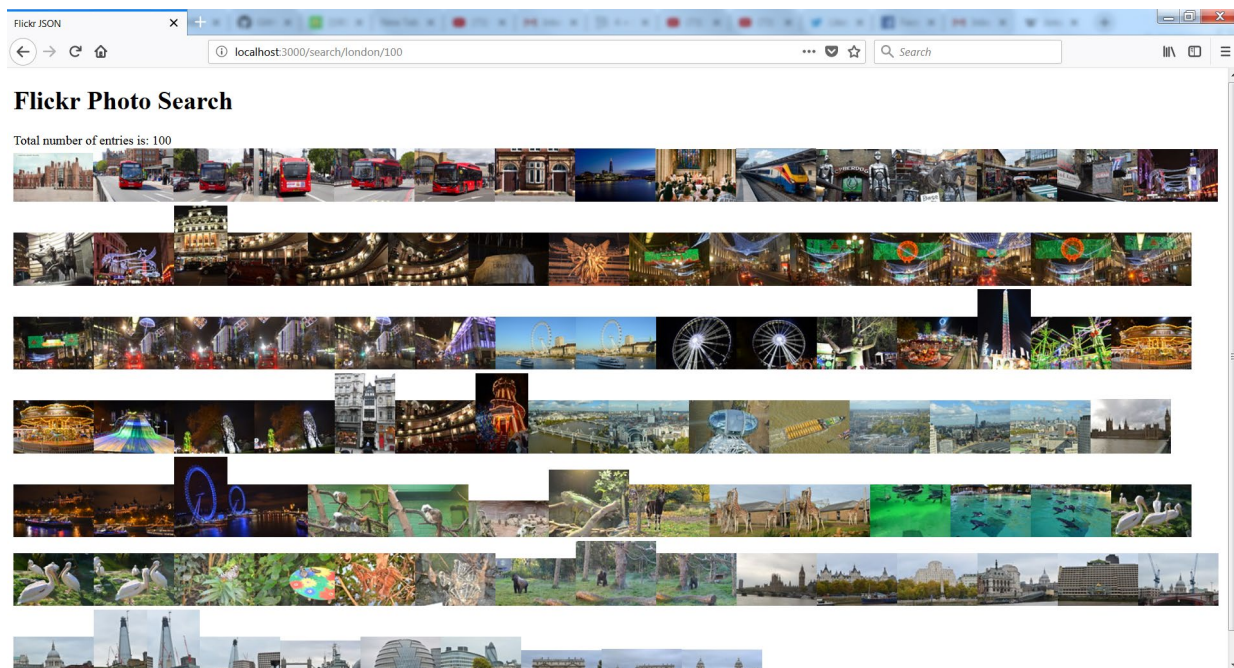 Flickr JSON
localhost:3000/search/london/100
Search
Flickr Photo Search
Total number of entries is: 100